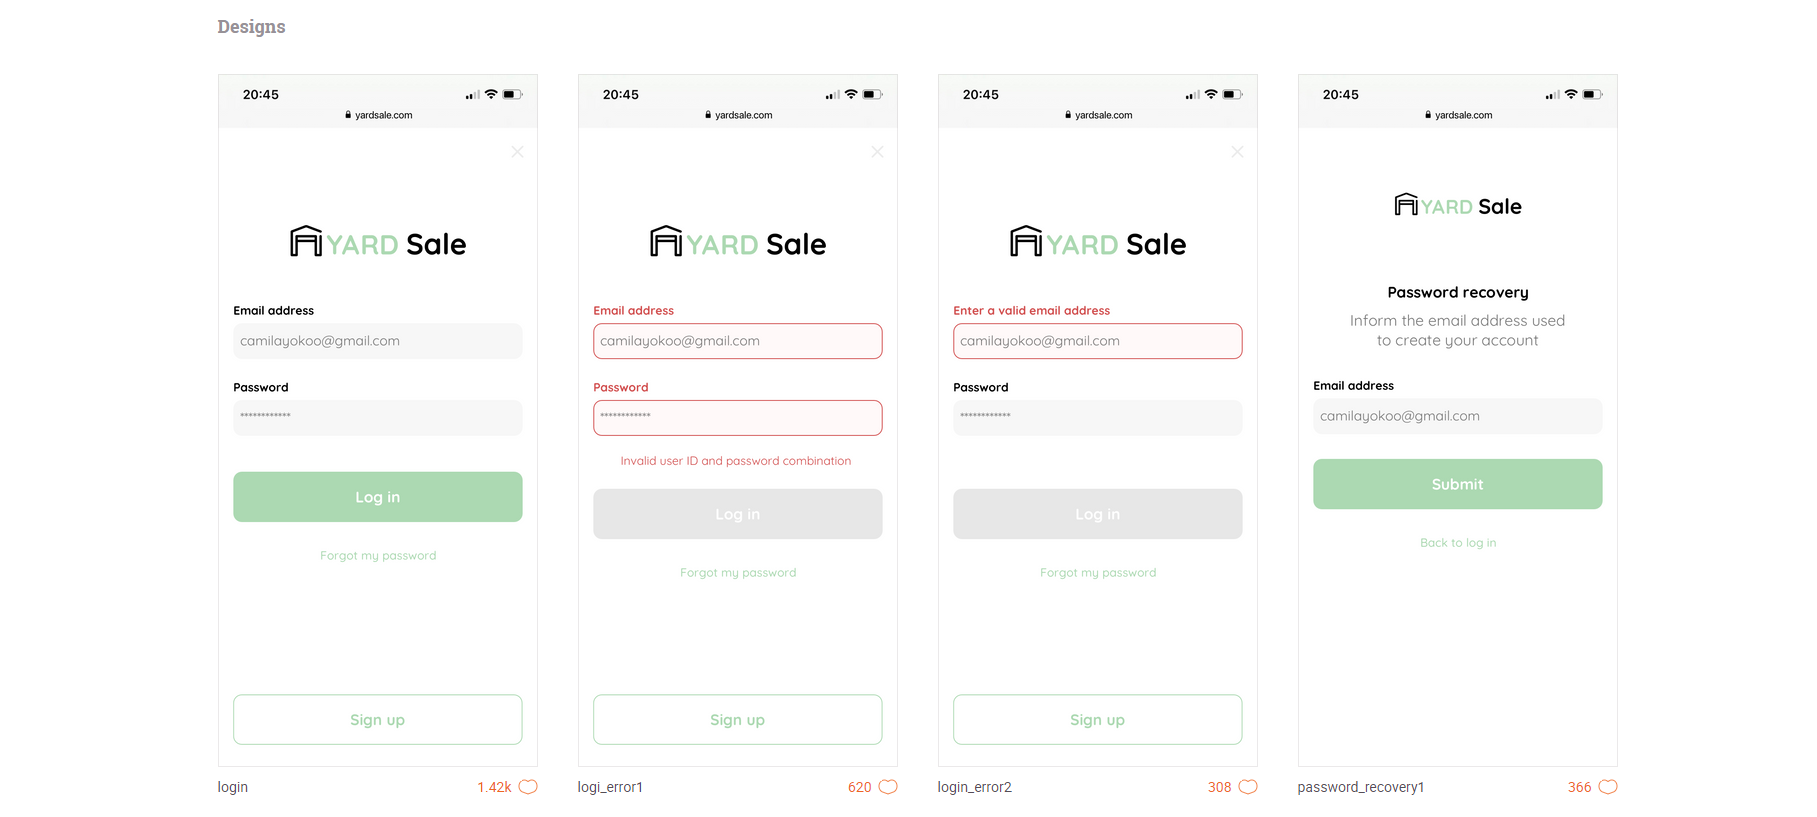 Designs
20:45
yardsale.com
YARD Sale
Email address
camilayokoo@gmail.com
Password
************
Log in
Forgot my password
Sign up
login
1.42k
20:45
yardsale.com
YARD Sale
Email address
camilayokoo@gmail.com
Password
************
Invalid user ID and password combination
Log in
Forgot my password
Sign up
logi_error1
620
20:45
yardsale.com
YARD Sale
Enter a valid email address
camilayokoo@gmail.com
Password
************
Log in
Forgot my password
Sign up
login_error2
308
20:45
yardsale.com
YARD Sale
Password recovery
Inform the email address used
to create your account
Email address
camilayokoo@gmail.com
Submit
Back to log in
password_recovery1
366